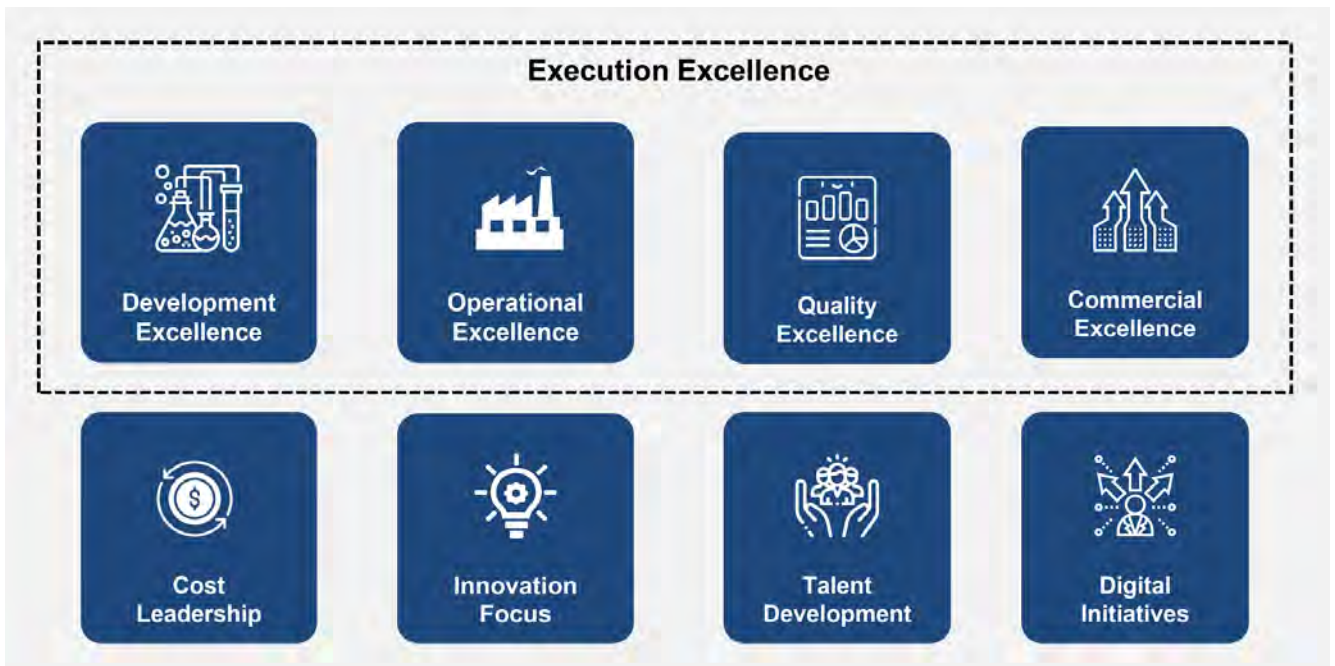 Execution Excellence
Development
Excellence
Operational
Excellence
Quality
Excellence
Commercial
Excellence
$
Cost
Leadership
Innovation
Focus
Talent
Development
Digital
Initiatives